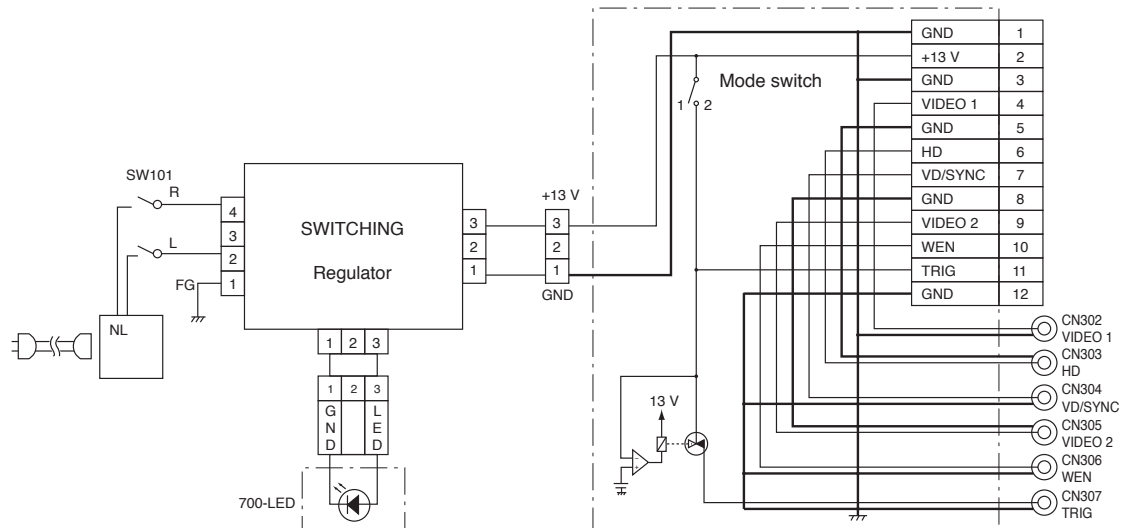 GND 1
+13 V 2
GND 3
VIDEO 1 4
GND 5
HD 6
VD/SYNC 7
GND 8
VIDEO 2 9
WEN 10
TRIG 11
GND 12
Mode switch
1 2
SW101
R
L
FG
NL
4
3
2
1
SWITCHING
Regulator
3
2
1
+13 V
3
2
1
GND
1 2 3
1 2 3
GND
LED
700-LED
13 V
CN302
VIDEO 1
CN303
HD
CN304
VD/SYNC
CN305
VIDEO 2
CN306
WEN
CN307
TRIG